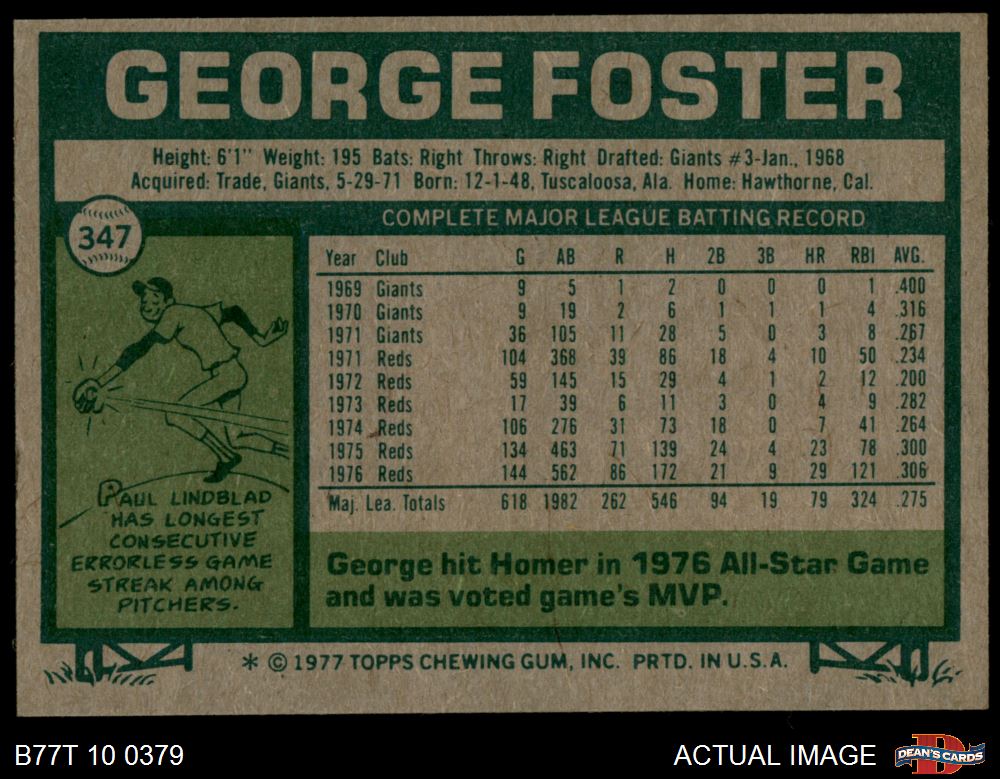 GEORGE FOSTER
Height: 6'1" Weight: 195 Bats: Right Throws: Right Drafted: Giants #3-Jan., 1968
Acquired: Trade, Giants, 5-29-71 Born: 12-1-48, Tuscaloosa, Ala. Home: Hawthorne, Cal.
347
COMPLETE MAJOR LEAGUE BATTING RECORD
Year Club G AB R H 2B 3B HR RBI AVG.
1969 Giants 9 5 1 2 0 0 0 1 .400
1970 Giants 9 19 2 6 1 1 1 4 .316
1971 Giants 36 105 11 28 5 0 3 8 .267
1971 Reds 104 368 39 86 18 4 10 50 .234
1972 Reds 59 145 15 29 4 1 2 12 .200
1973 Reds 17 39 6 11 3 0 4 9 .282
1974 Reds 106 276 31 73 18 0 7 41 .264
1975 Reds 134 463 71 139 24 4 23 78 .300
1976 Reds 144 562 86 172 21 9 29 121 .306
Maj. Lea. Totals 618 1982 262 546 94 19 79 324 .275
PAUL LINDBLAD
HAS LONGEST
CONSECUTIVE
ERRORLESS GAME
STREAK AMONG
PITCHERS.
George hit Homer in 1976 All-Star Game
and was voted game's MVP.
* © 1977 TOPPS CHEWING GUM, INC. PRTD. IN U.S.A.
B77T 10 0379
ACTUAL IMAGE
D
DEAN'S CARDS